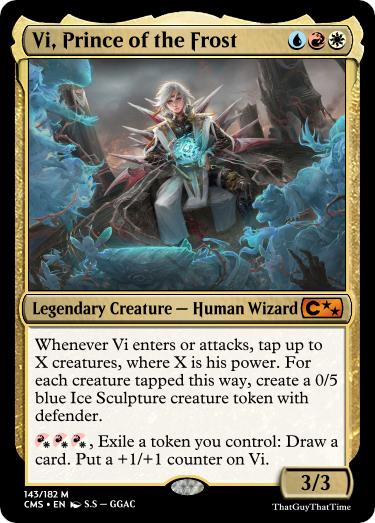 Vi, Prince of the Frost
Legendary Creature — Human Wizard
C
Whenever Vi enters or attacks, tap up to
X creatures, where X is his power. For
each creature tapped this way, create a 0/5
blue Ice Sculpture creature token with
defender.
, Exile a token you control: Draw a
card. Put a +1/+1 counter on Vi.
3/3
143/182 M
CMS • EN S.S — GGAC
ThatGuyThatTime